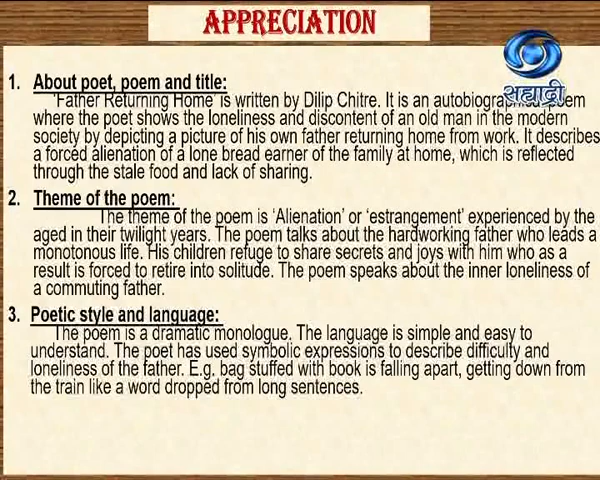 APPRECIATION
सह्याद्री
1. About poet, poem and title:
'Father Returning Home' is written by Dilip Chitre. It is an autobiographical poem
where the poet shows the loneliness and discontent of an old man in the modern
society by depicting a picture of his own father returning home from work. It describes
a forced alienation of a lone bread earner of the family at home, which is reflected
through the stale food and lack of sharing.
2. Theme of the poem:
The theme of the poem is 'Alienation' or 'estrangement' experienced by the
aged in their twilight years. The poem talks about the hardworking father who leads a
monotonous life. His children refuge to share secrets and joys with him who as a
result is forced to retire into solitude. The poem speaks about the inner loneliness of
a commuting father.
3. Poetic style and language:
The poem is a dramatic monologue. The language is simple and easy to
understand. The poet has used symbolic expressions to describe difficulty and
loneliness of the father. E.g. bag stuffed with book is falling apart, getting down from
the train like a word dropped from long sentences.